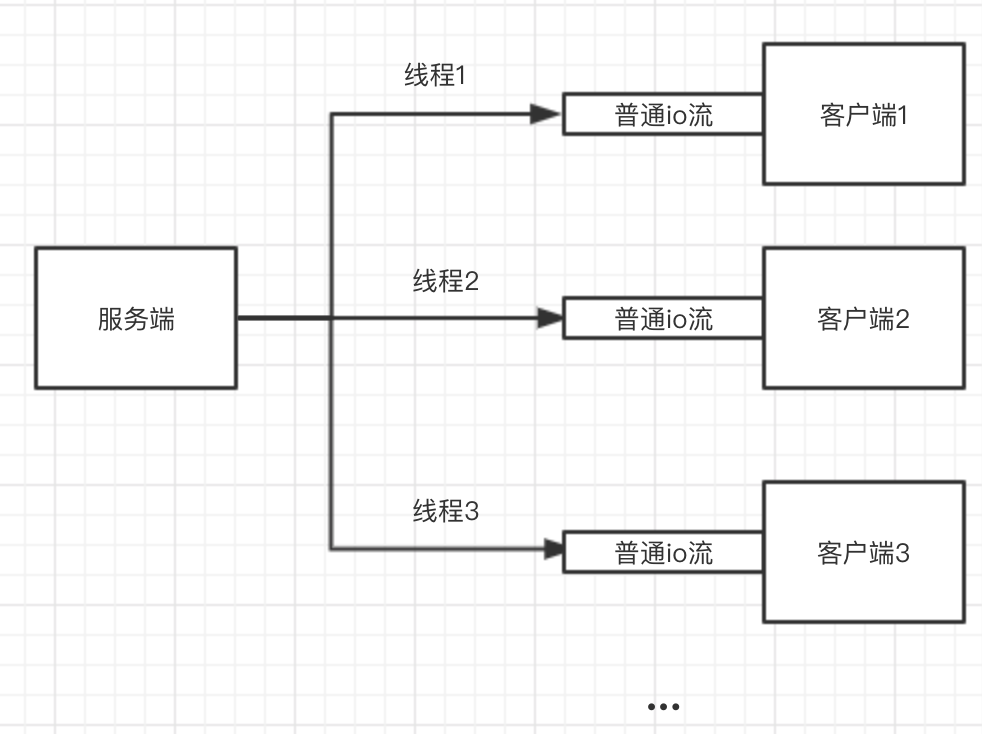 线程1
普通io流
客户端1
服务端
线程2
普通io流
客户端2
线程3
普通io流
客户端3
...